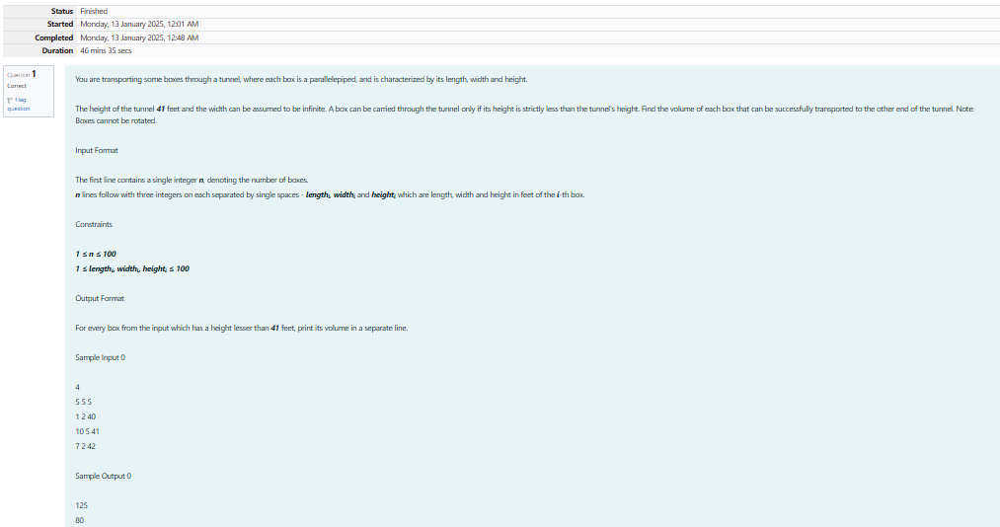 Status Finished
Started Monday, 13 January 2025, 12:01 AM
Completed Monday, 13 January 2025, 12:48 AM
Duration 46 mins 35 secs
Question 1
Correct
Flag
question
You are transporting some boxes through a tunnel, where each box is a parallelepiped, and is characterized by its length, width and height.
The height of the tunnel 41 feet and the width can be assumed to be infinite. A box can be carried through the tunnel only if its height is strictly less than the tunnel's height. Find the volume of each box that can be successfully transported to the other end of the tunnel. Note:
Boxes cannot be rotated.
Input Format
The first line contains a single integer n, denoting the number of boxes.
n lines follow with three integers on each separated by single spaces - lengthᵢ, widthᵢ and heightᵢ which are length, width and height in feet of the i-th box.
Constraints
1 ≤ n ≤ 100
1 ≤ lengthᵢ, widthᵢ, heightᵢ ≤ 100
Output Format
For every box from the input which has a height lesser than 41 feet, print its volume in a separate line.
Sample Input 0
4
5 5 5
1 2 40
10 5 41
7 2 42
Sample Output 0
125
80